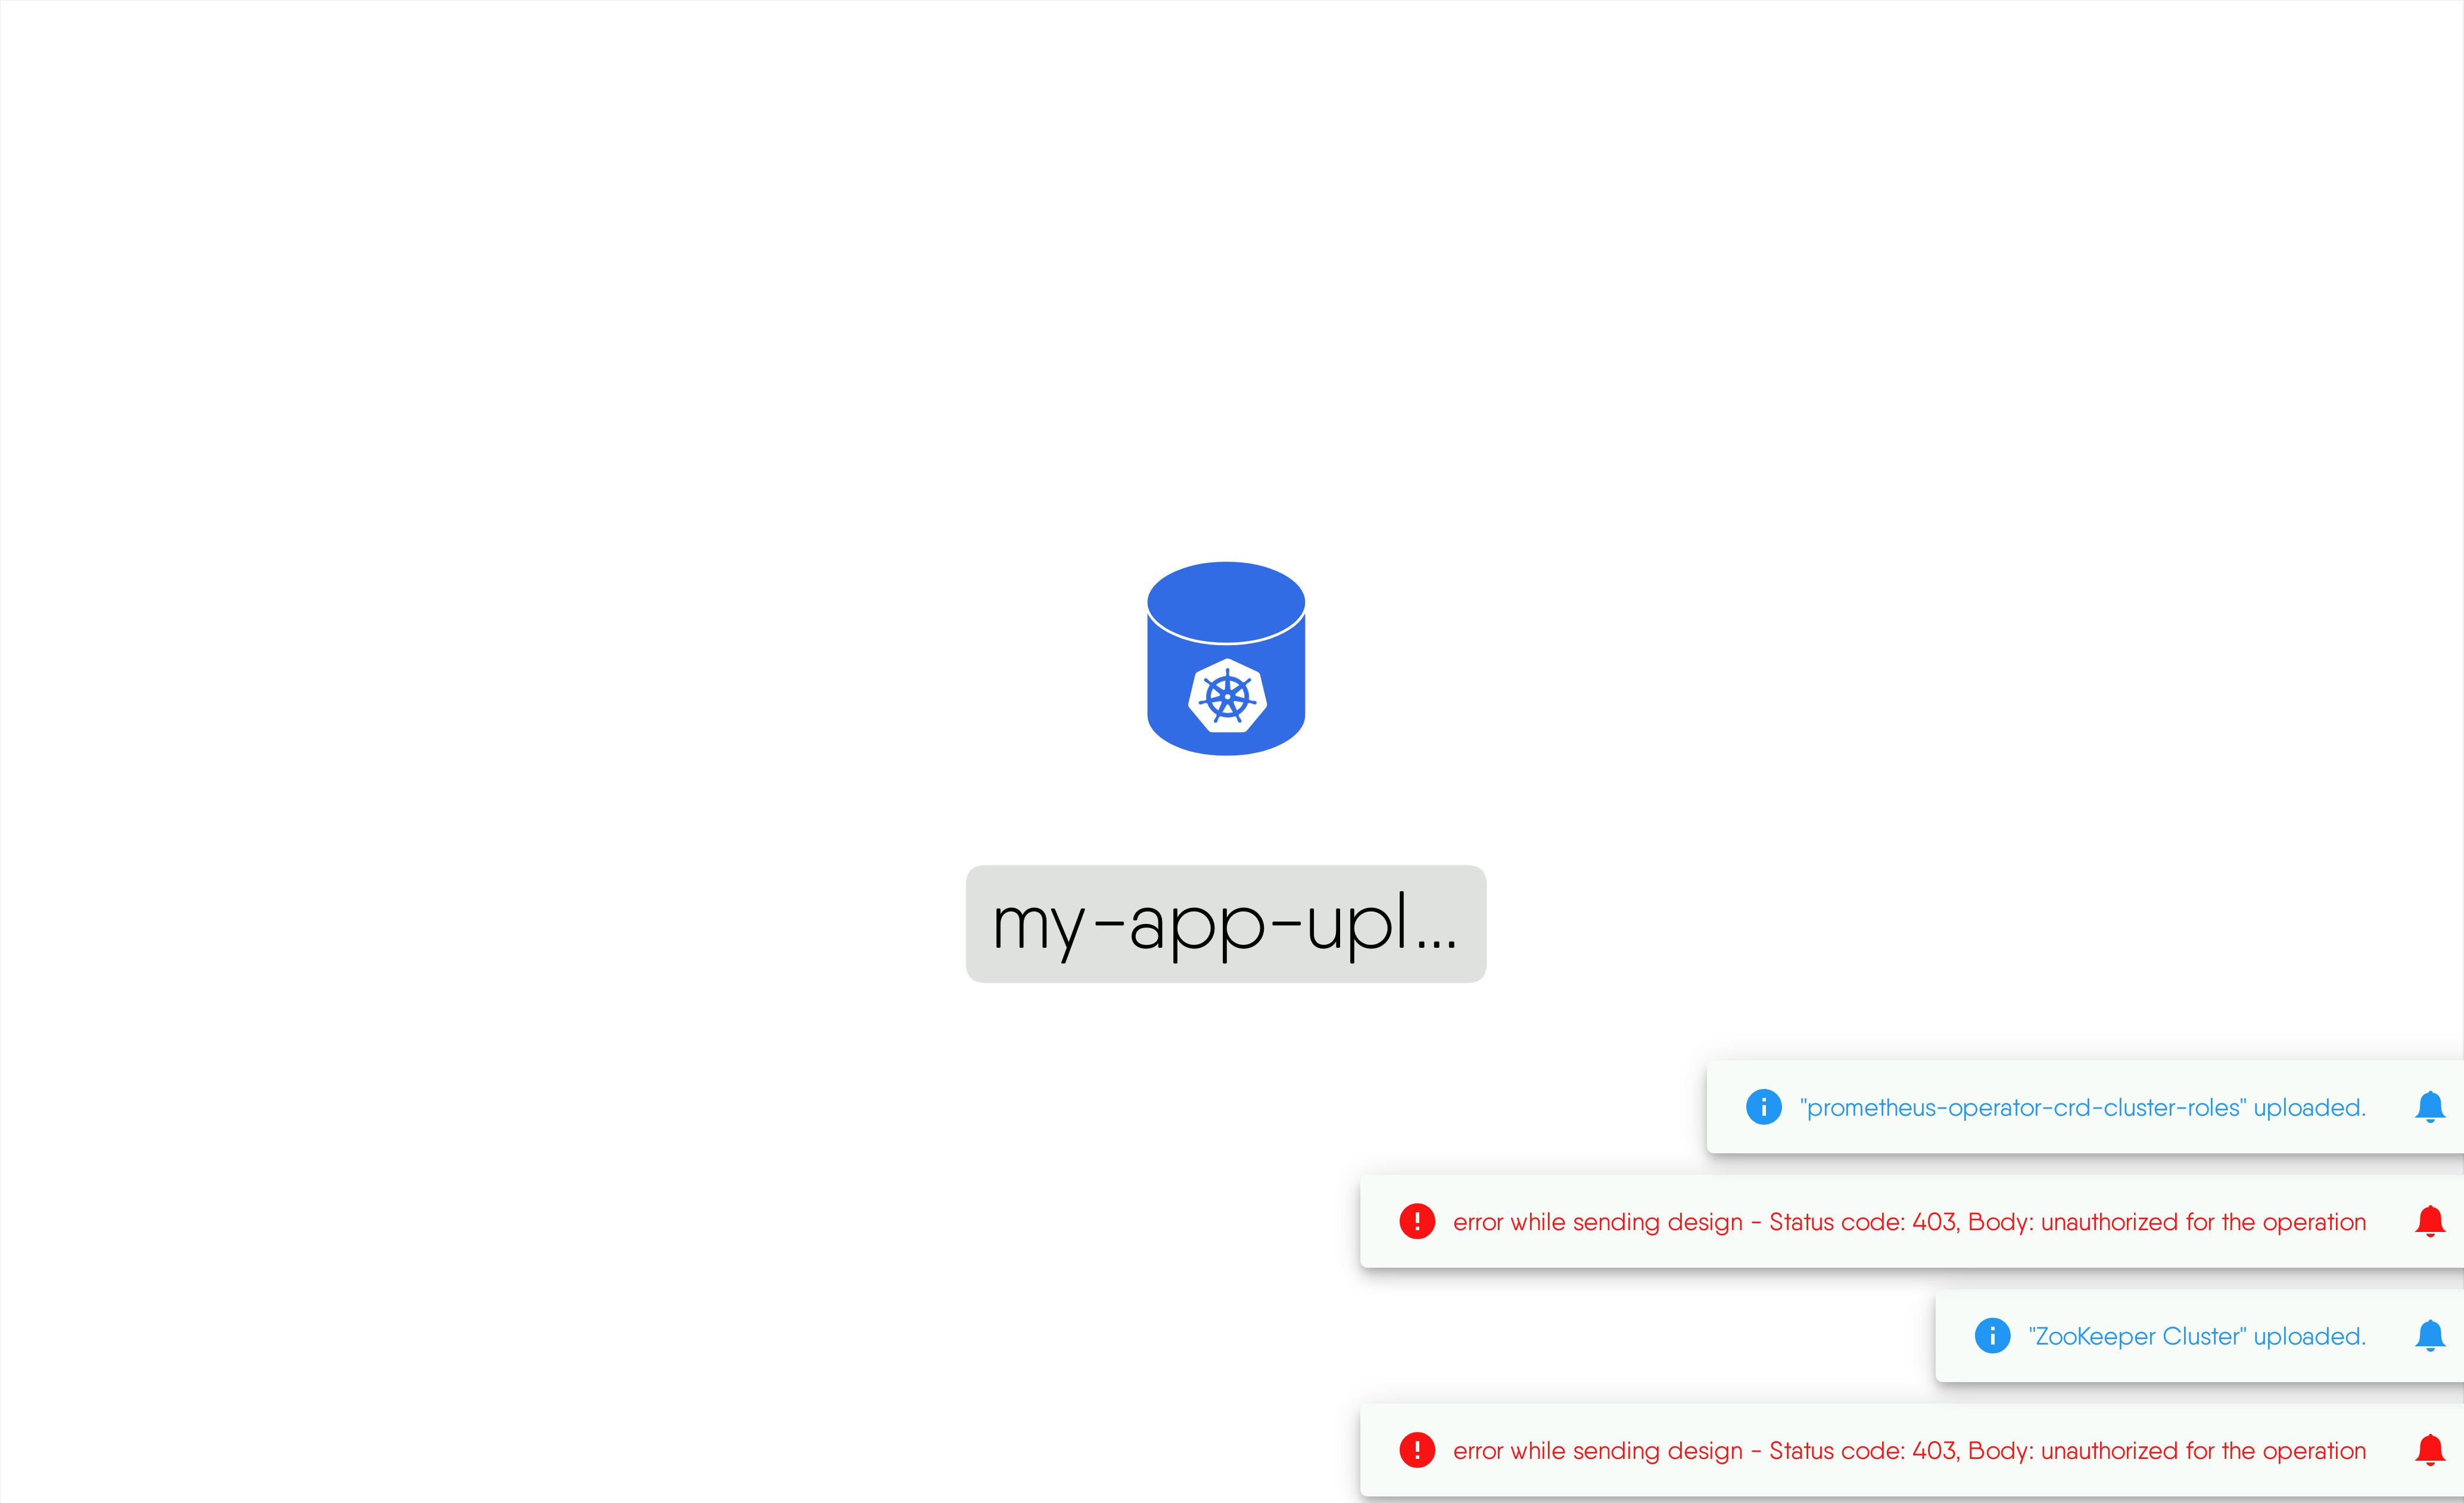 my-app-upl...
"prometheus-operator-crd-cluster-roles" uploaded.
error while sending design - Status code: 403, Body: unauthorized for the operation
"ZooKeeper Cluster" uploaded.
error while sending design - Status code: 403, Body: unauthorized for the operation